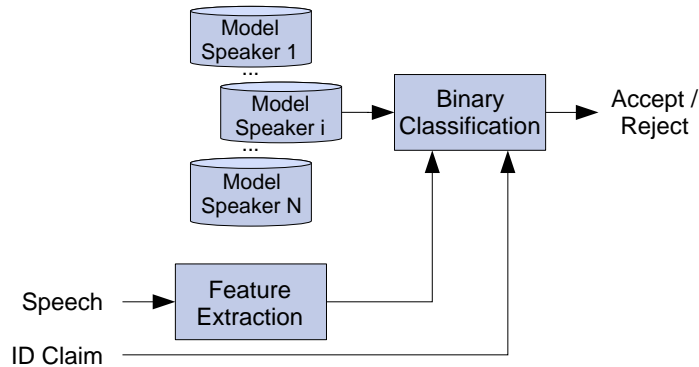 Model
Speaker 1
...
Model
Speaker i
...
Model
Speaker N
Binary
Classification
Accept /
Reject
Speech
Feature
Extraction
ID Claim